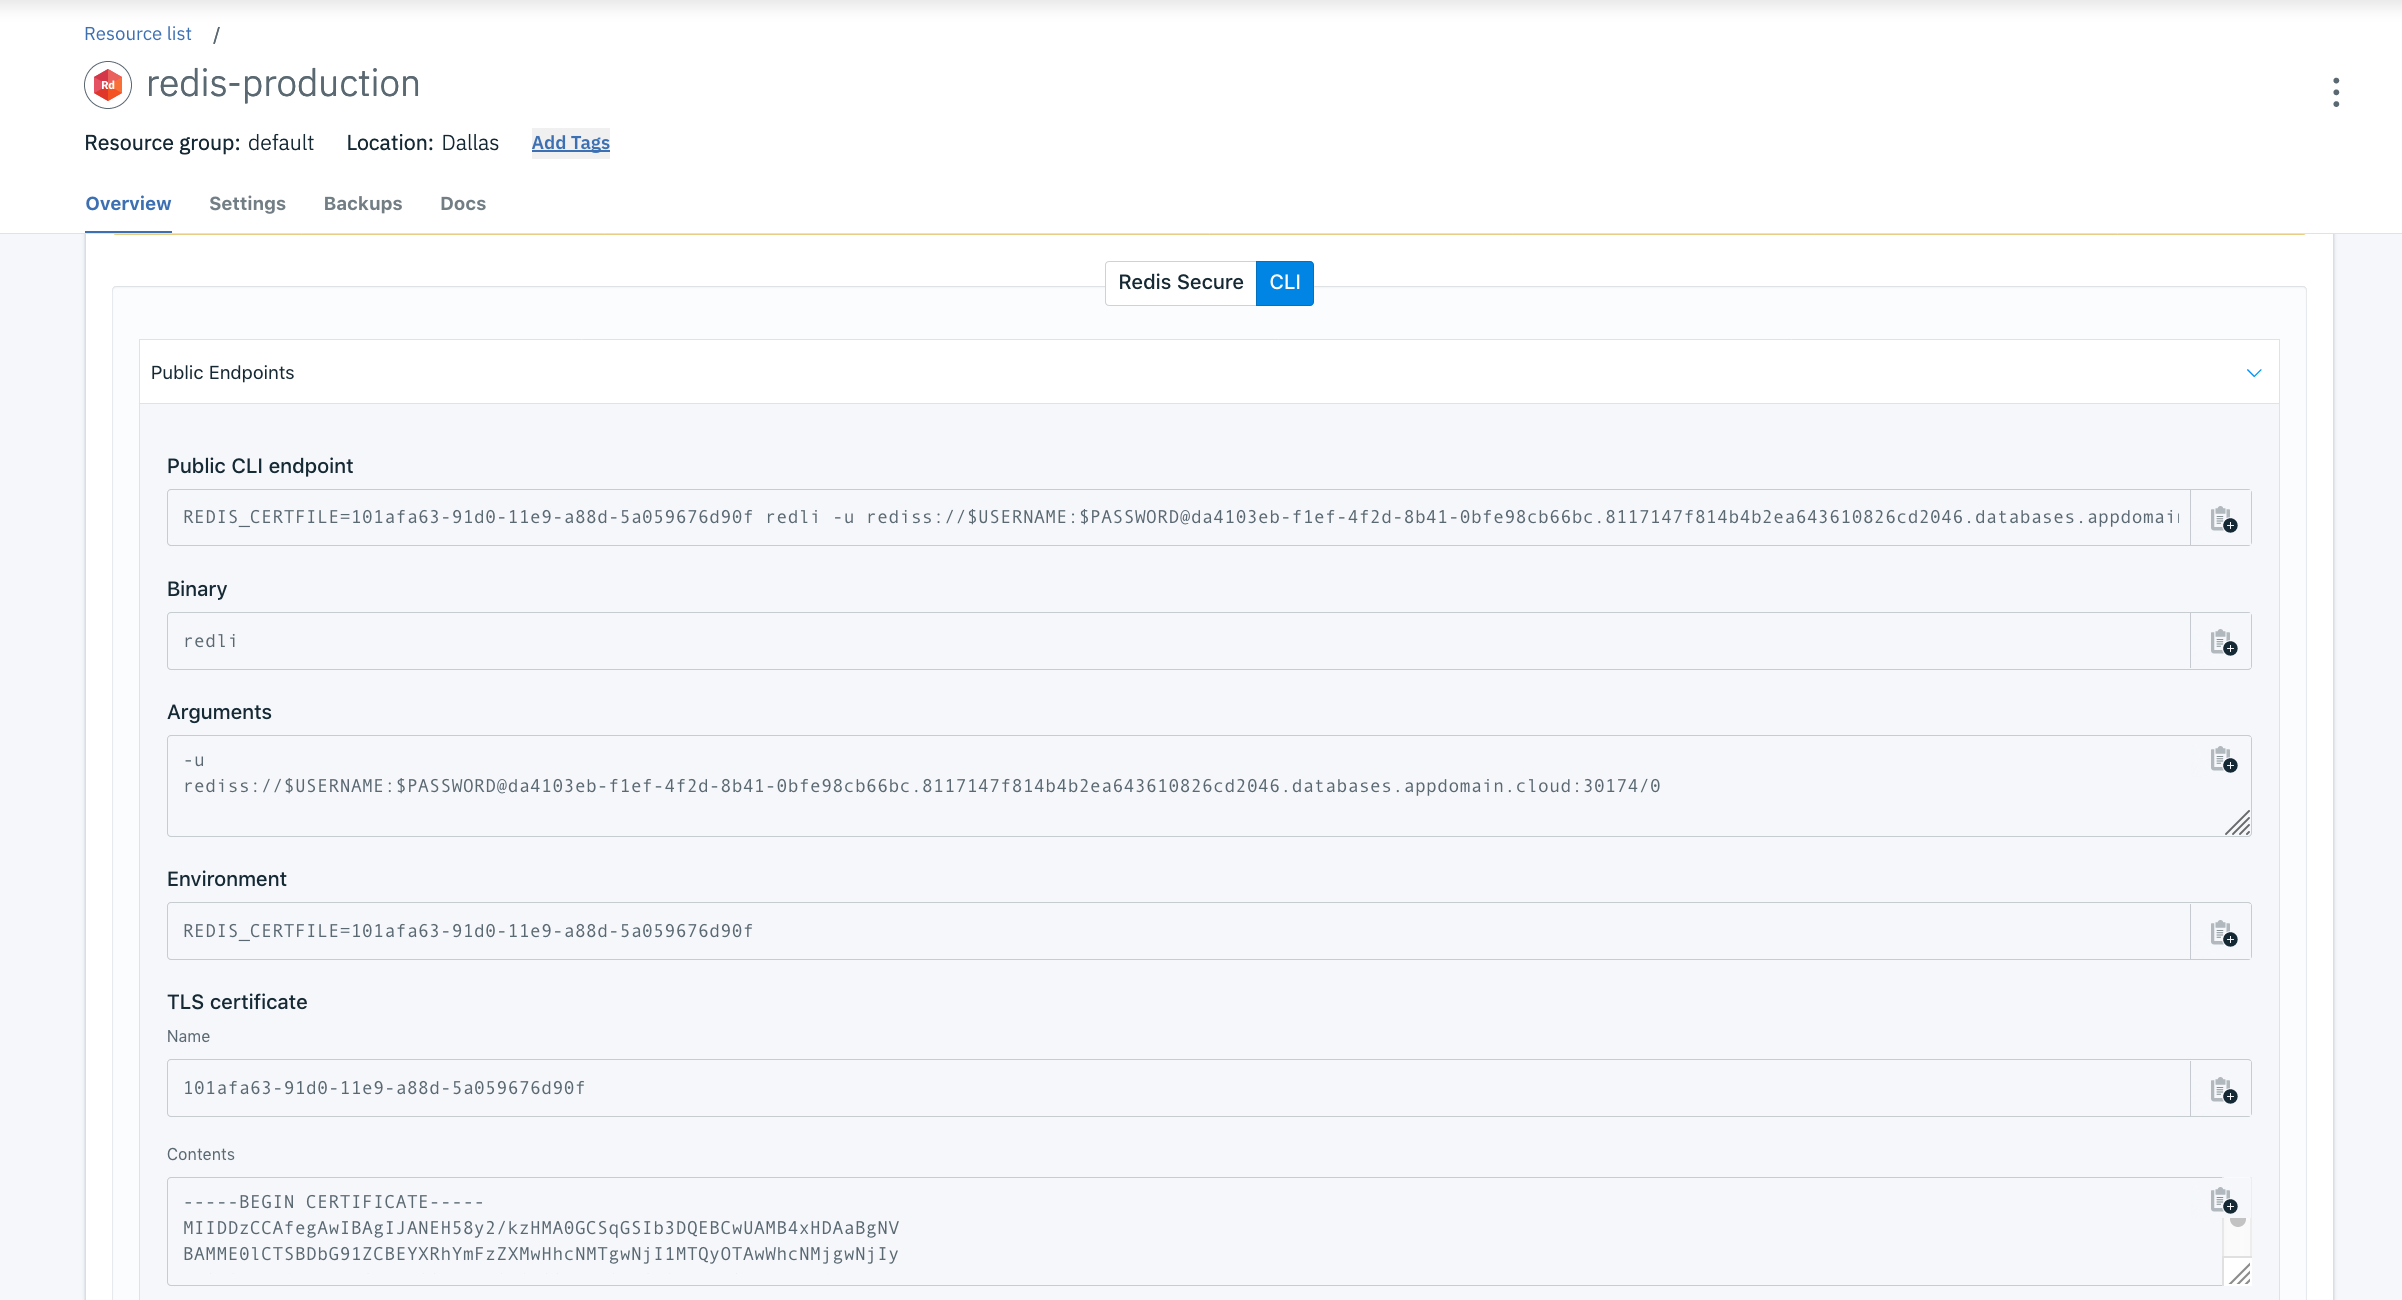 Resource list /
Rd redis-production
Resource group: default Location: Dallas Add Tags
Overview Settings Backups Docs
Redis Secure CLI
Public Endpoints
Public CLI endpoint
REDIS_CERTFILE=101afa63-91d0-11e9-a88d-5a059676d90f redli -u rediss://$USERNAME:$PASSWORD@da4103eb-f1ef-4f2d-8b41-0bfe98cb66bc.8117147f814b4b2ea643610826cd2046.databases.appdomai
Binary
redli
Arguments
-u
rediss://$USERNAME:$PASSWORD@da4103eb-f1ef-4f2d-8b41-0bfe98cb66bc.8117147f814b4b2ea643610826cd2046.databases.appdomain.cloud:30174/0
Environment
REDIS_CERTFILE=101afa63-91d0-11e9-a88d-5a059676d90f
TLS certificate
Name
101afa63-91d0-11e9-a88d-5a059676d90f
Contents
-----BEGIN CERTIFICATE-----
MIIDDzCCAfegAwIBAgIJANEH58y2/kzHMA0GCSqGSIb3DQEBCwUAMB4xHDAaBgNV
BAMME0lCTSBDbG91ZCBEYXRhYmFzZXMwHhcNMTgwNjI1MTQyOTAwWhcNMjgwNjIy